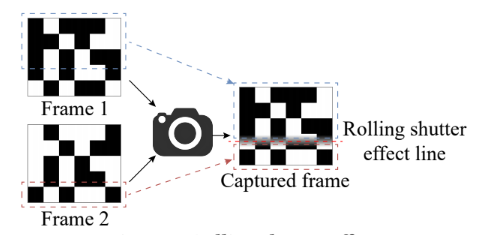 Frame 1
Rolling shutter
effect line
Captured frame
Frame 2